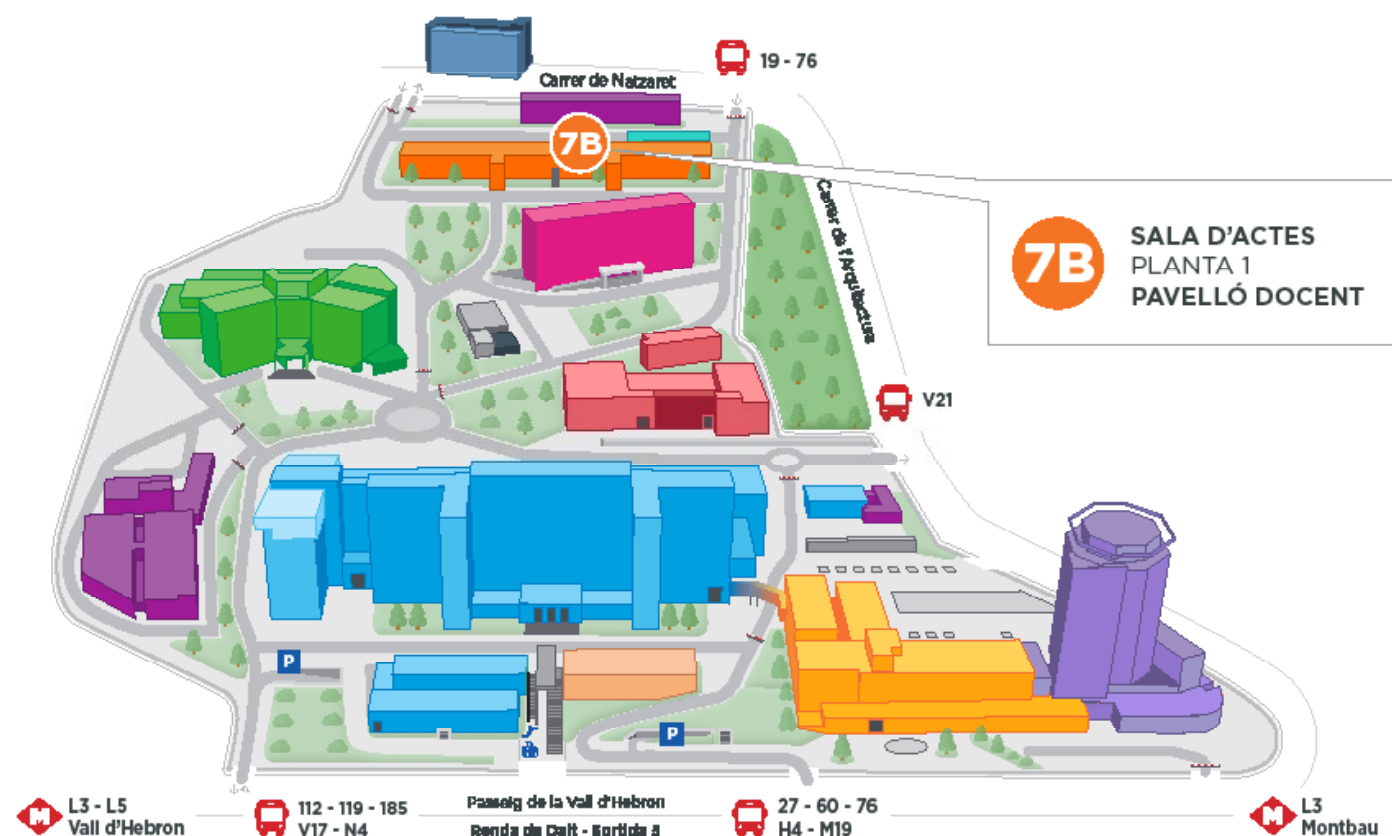 19 - 76
Carrer de Natzaret
7B
Carrer de l'Arquitectura
7B
SALA D'ACTES
PLANTA 1
PAVELLÓ DOCENT
V21
P
P
M
L3 - L5
Vall d'Hebron
112 - 119 - 185
V17 - N4
Passeig de la Vall d'Hebron
Ronda de Dalt - Sortida 5
27 - 60 - 76
H4 - M19
M
L3
Montbau